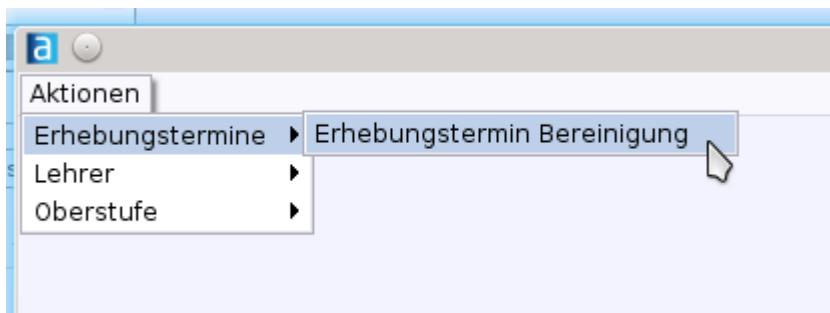 a
Aktionen
Erhebungstermine
Erhebungstermin Bereinigung
Lehrer
Oberstufe